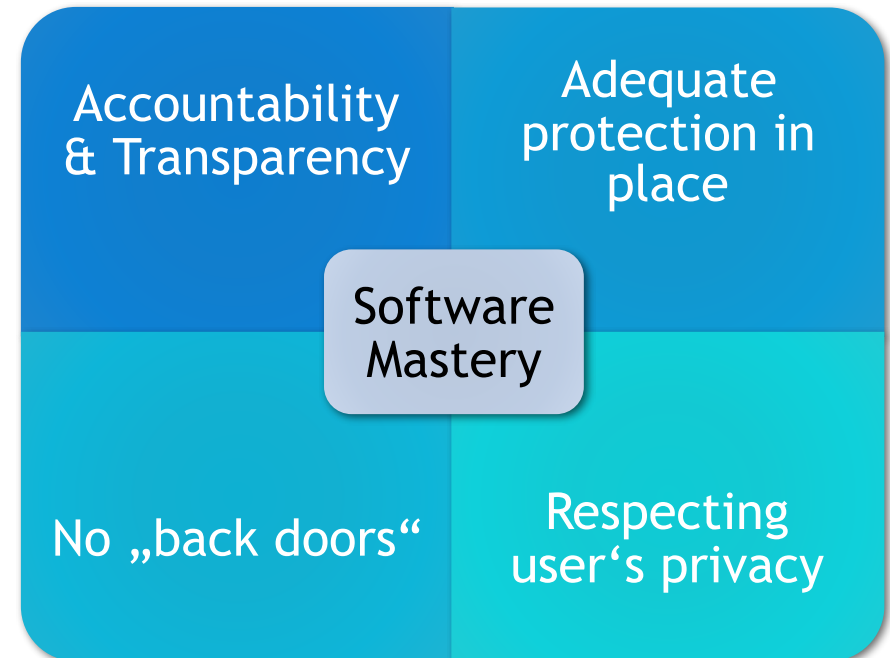 Accountability
& Transparency
Adequate
protection in
place
Software
Mastery
No „back doors“
Respecting
user‘s privacy